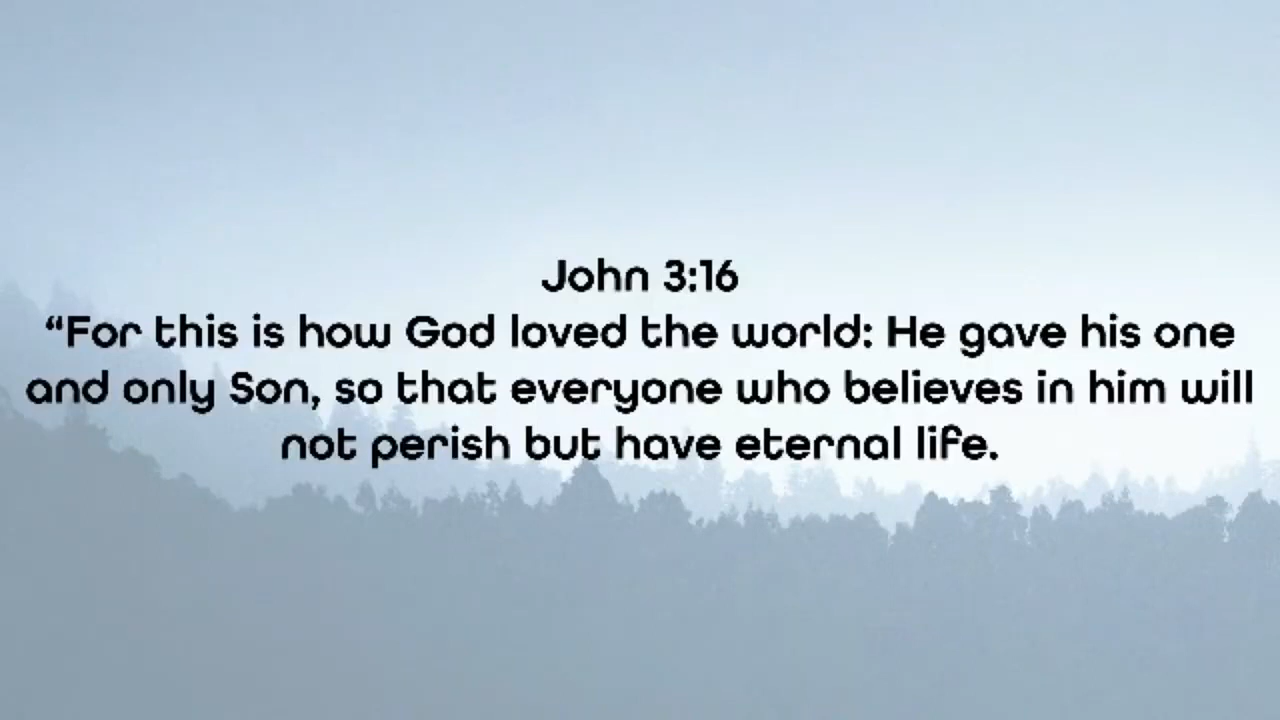 John 3:16
“For this is how God loved the world: He gave his one
and only Son, so that everyone who believes in him will
not perish but have eternal life.